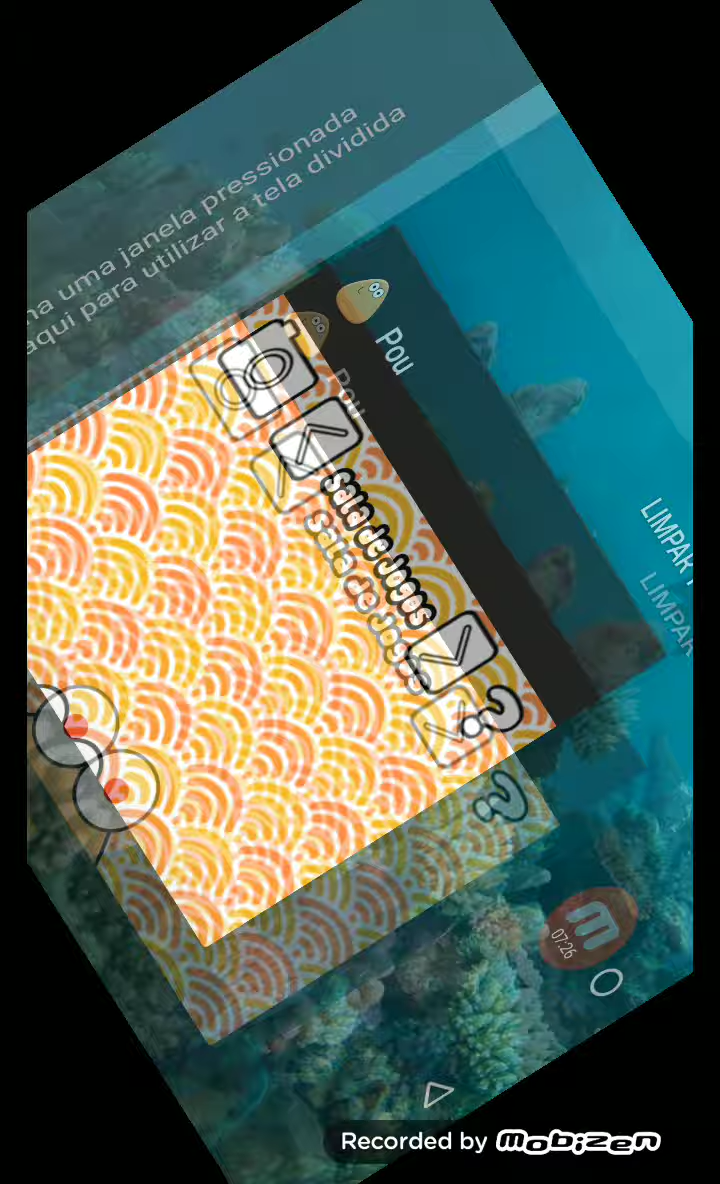 na uma janela pressionada
aqui para utilizar a tela dividida
Pou
Pou
Sala de Jogos
Sala de Jogos
?
?
LIMPAR
LIMPAR
m
07:26
Recorded by mobizen